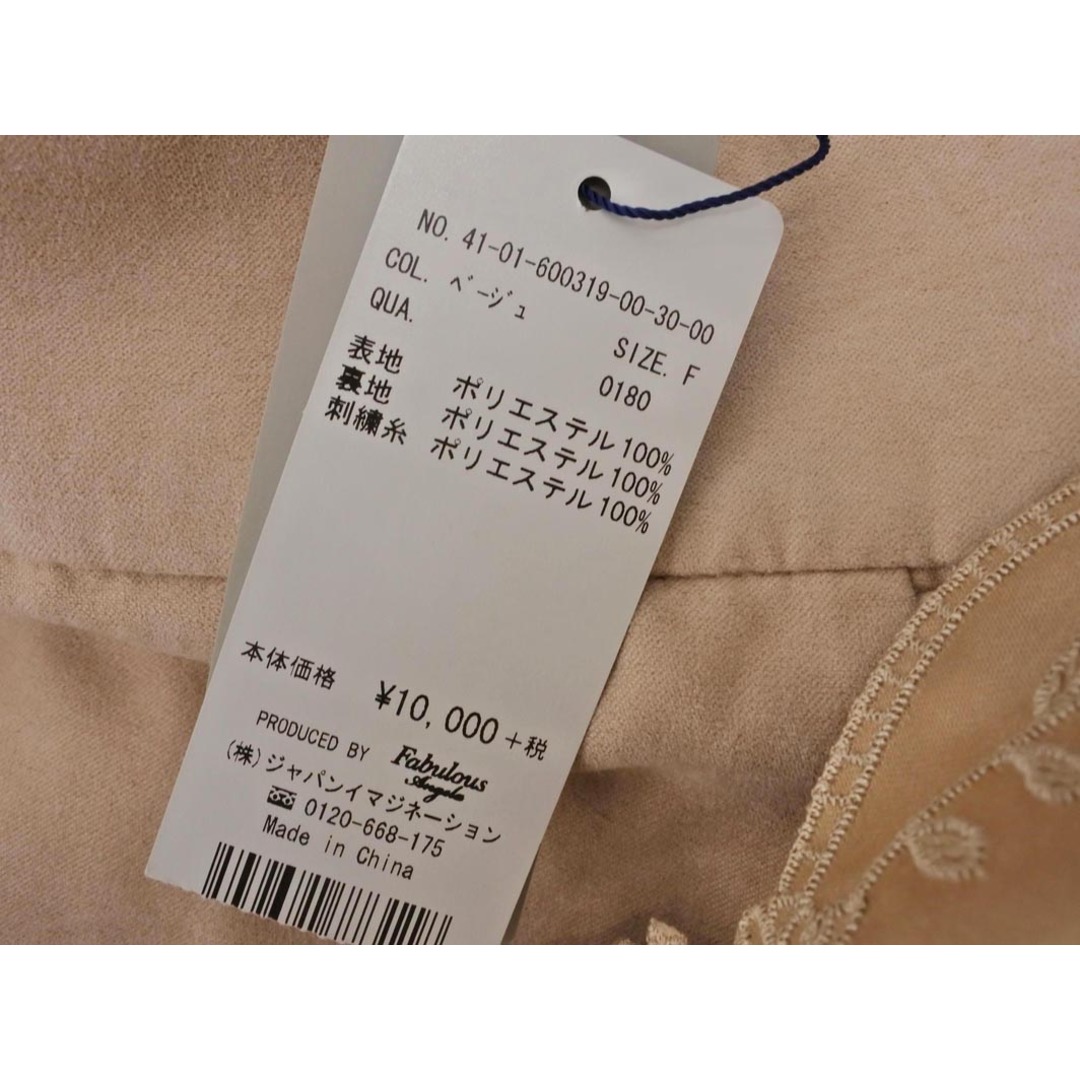 NO. 41-01-600319-00-30-00
COL. ベージュ SIZE. F
QUA. 0180
表地 ポリエステル100%
裏地 ポリエステル100%
刺繍糸 ポリエステル100%
本体価格 ¥10,000+税
PRODUCED BY Fabulous Angela
(株)ジャパンイマジネーション
0120-668-175
Made in China